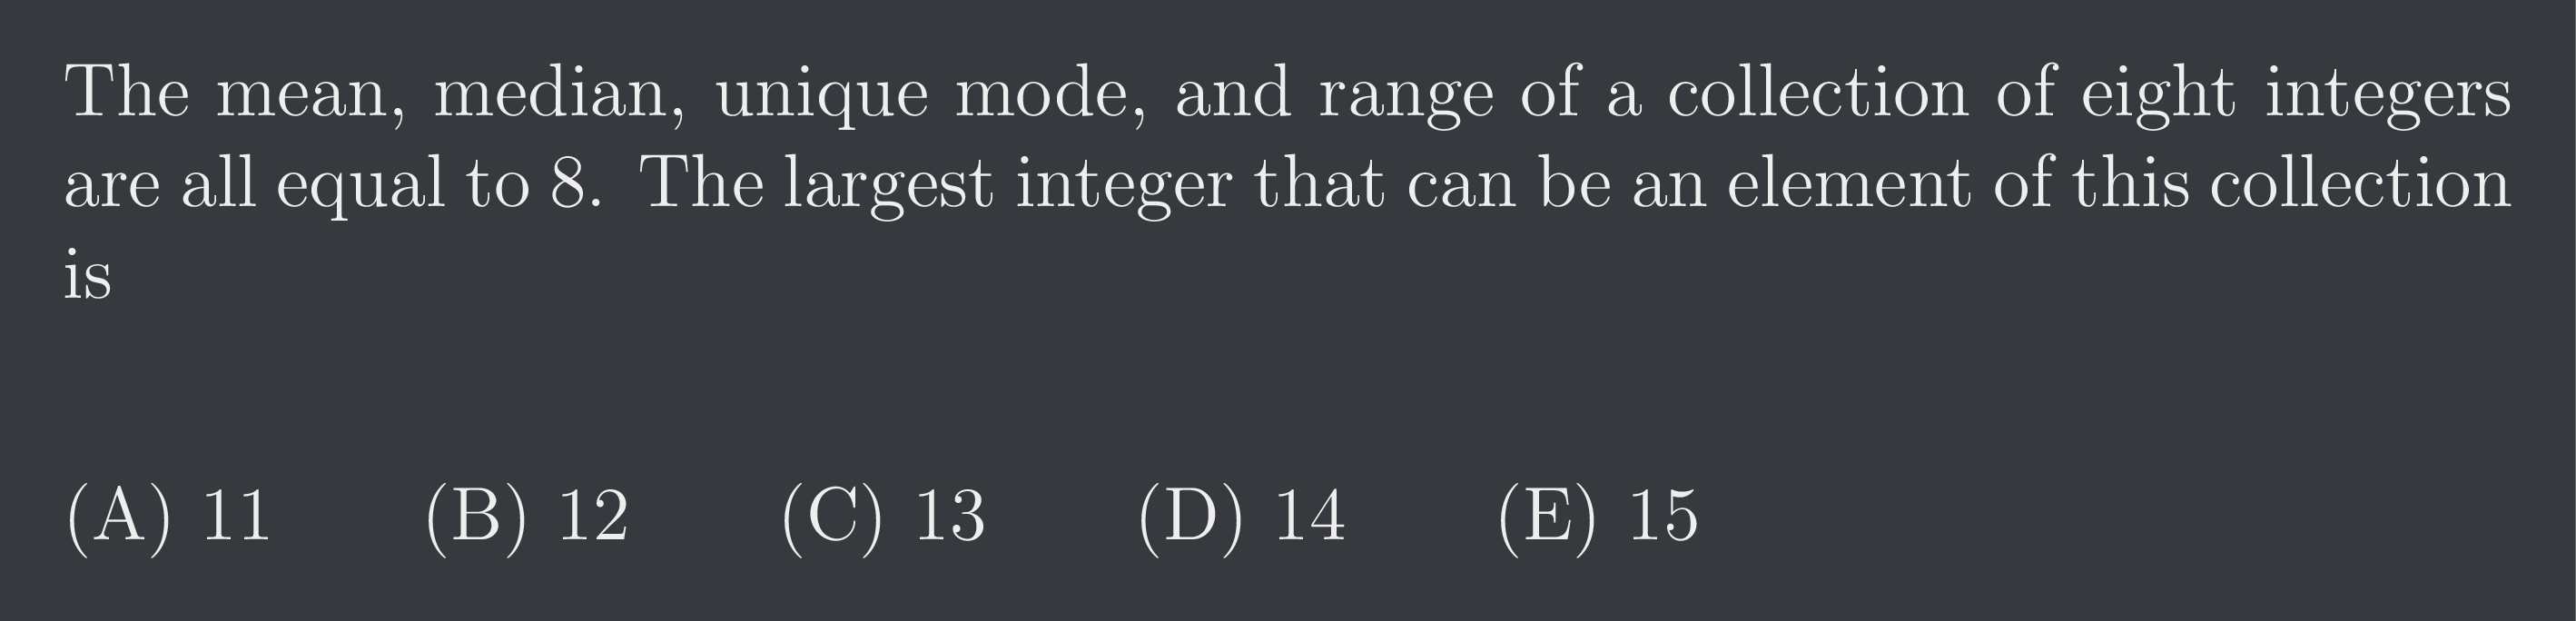 The mean, median, unique mode, and range of a collection of eight integers
are all equal to 8. The largest integer that can be an element of this collection
is
(A) 11 (B) 12 (C) 13 (D) 14 (E) 15